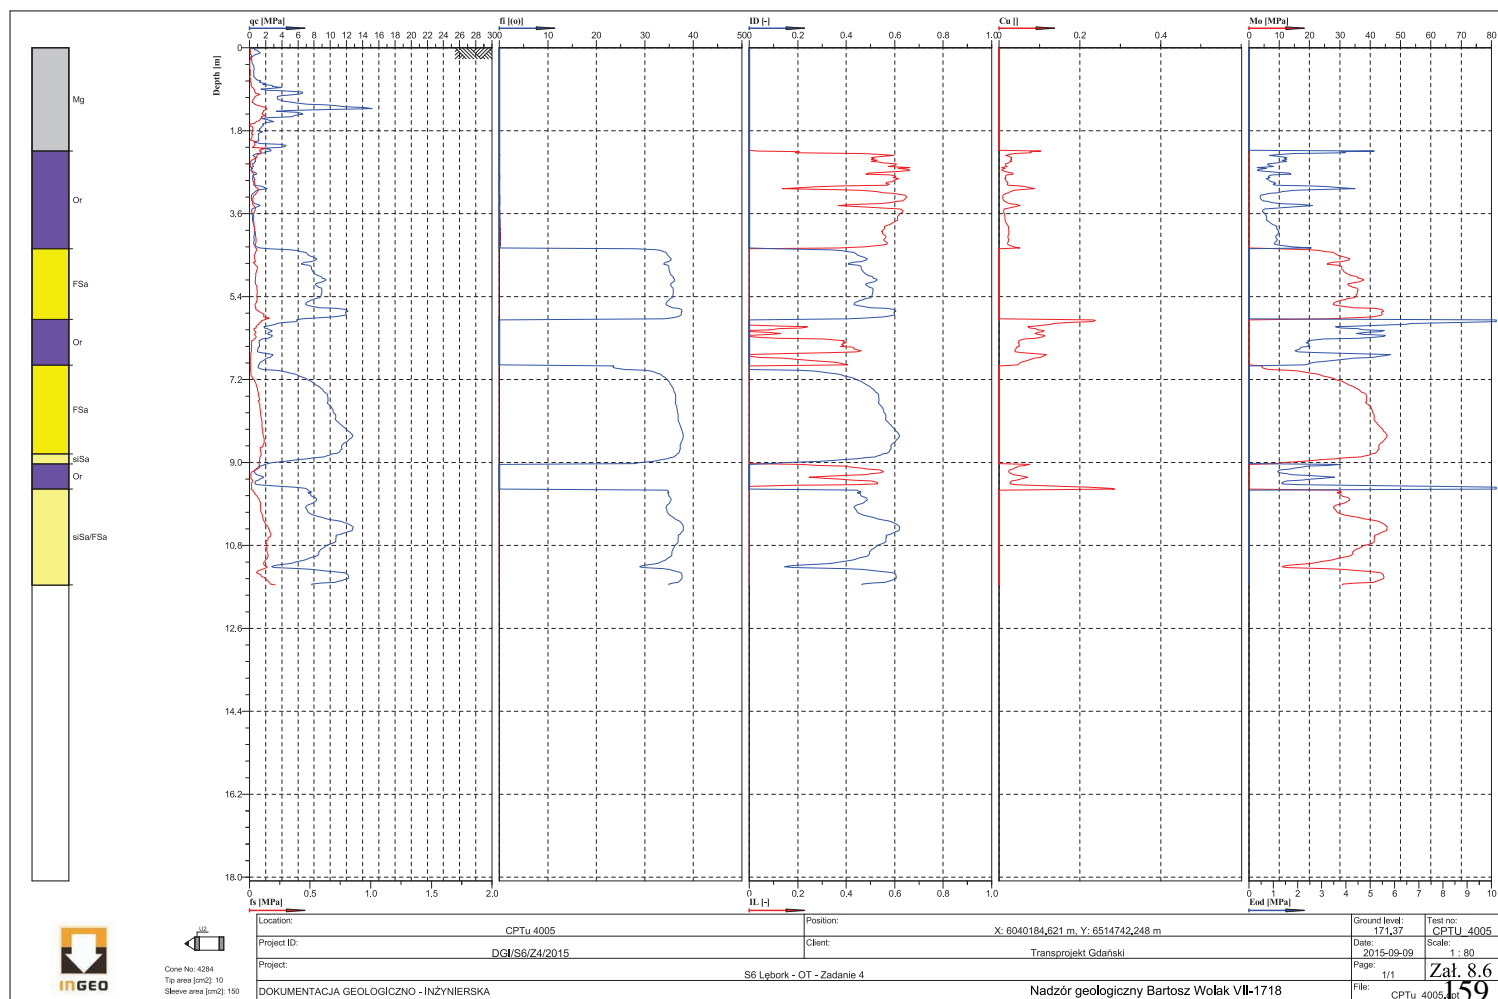 qc [MPa]
fi [(o)]
ID [-]
Cu []
Mo [MPa]
0 2 4 6 8 10 12 14 16 18 20 22 24 26 28 30
0 10 20 30 40 50
0 0.2 0.4 0.6 0.8 1.0
0 0.2 0.4
0 10 20 30 40 50 60 70 80
Depth [m]
0
1.8
3.6
5.4
7.2
9.0
10.8
12.6
14.4
16.2
18.0
Mg
Or
FSa
Or
FSa
siSa
Or
siSa/FSa
0 0.5 1.0 1.5 2.0
0 0.2 0.4 0.6 0.8 1.0
0 1 2 3 4 5 6 7 8 9 10
fs [MPa]
IL [-]
Eod [MPa]
INGEO
U2
Cone No: 4284
Tip area [cm2]: 10
Sleeve area [cm2]: 150
Location:
CPTu 4005
Position:
X: 6040184,621 m, Y: 6514742,248 m
Ground level:
171,37
Test no:
CPTU_4005
Project ID:
DGI/S6/Z4/2015
Client:
Transprojekt Gdański
Date:
2015-09-09
Scale:
1 : 80
Project:
S6 Lębork - OT - Zadanie 4
Page:
1/1
Zał. 8.6
DOKUMENTACJA GEOLOGICZNO - INŻYNIERSKA
Nadzór geologiczny Bartosz Wolak VII-1718
File:
CPTu_4005
159